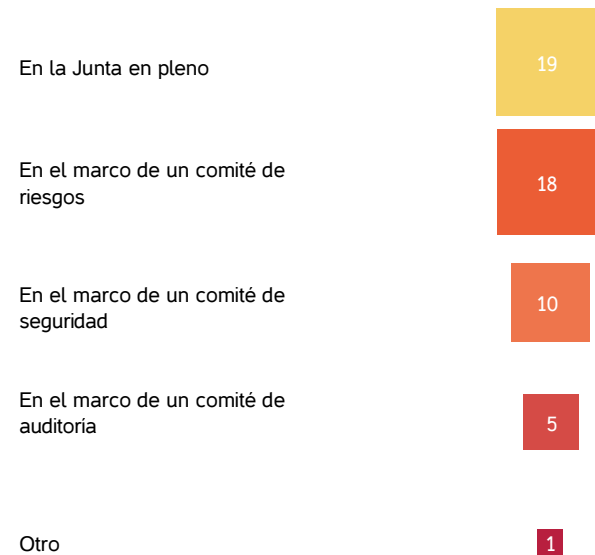 En la Junta en pleno
19
En el marco de un comité de
riesgos
18
En el marco de un comité de
seguridad
10
En el marco de un comité de
auditoría
5
Otro
1